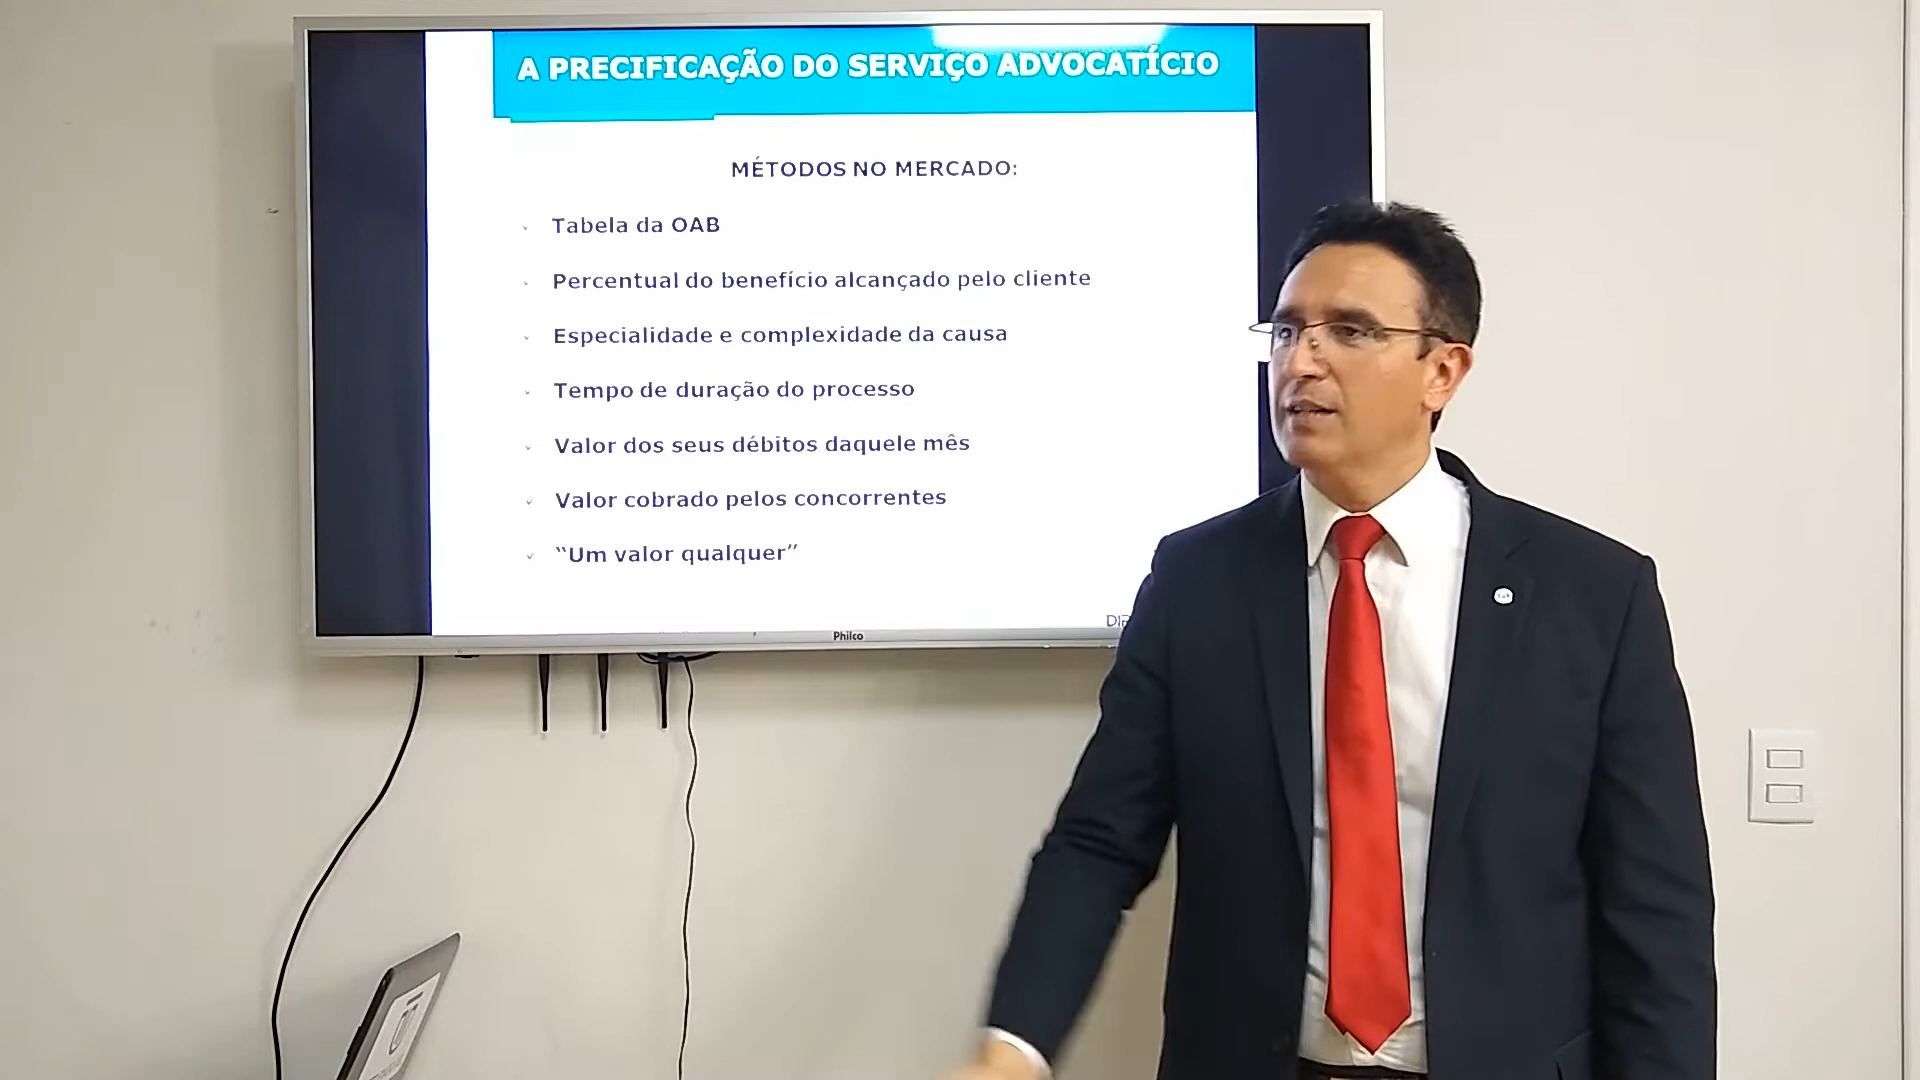 A PRECIFICAÇÃO DO SERVIÇO ADVOCATÍCIO
MÉTODOS NO MERCADO:
Tabela da OAB
Percentual do benefício alcançado pelo cliente
Especialidade e complexidade da causa
Tempo de duração do processo
Valor dos seus débitos daquele mês
Valor cobrado pelos concorrentes
“Um valor qualquer”
Philco